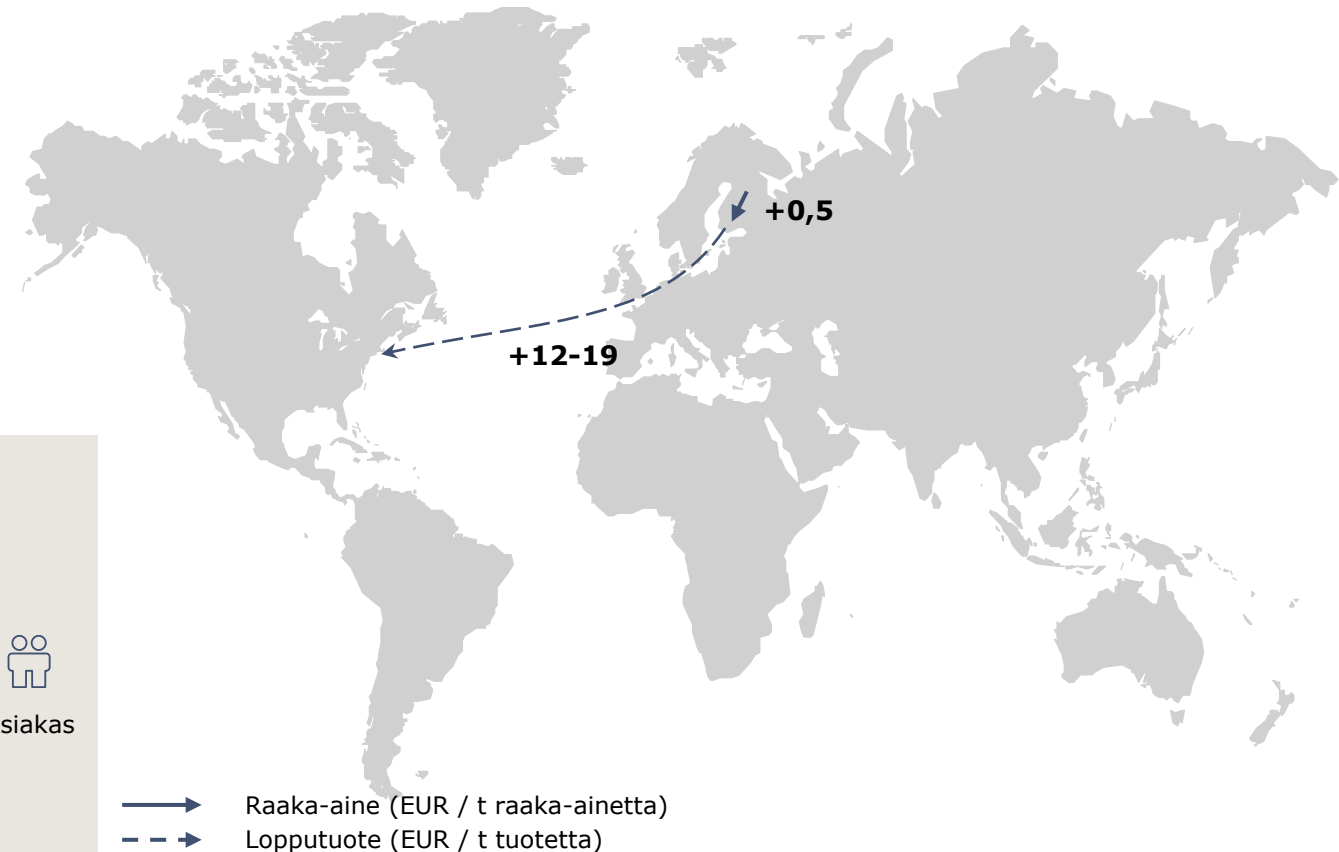 +0,5
+12-19
siakas
Raaka-aine (EUR / t raaka-ainetta)
Lopputuote (EUR / t tuotetta)